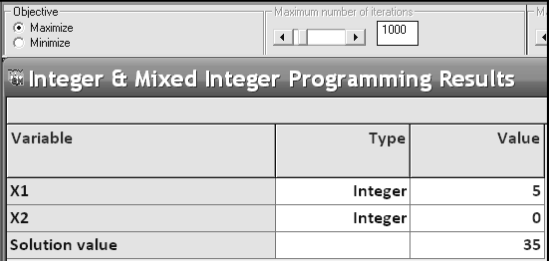 Objective
Maximize
Minimize
Maximum number of iterations
1000
M
Integer & Mixed Integer Programming Results
Variable Type Value
X1 Integer 5
X2 Integer 0
Solution value 35